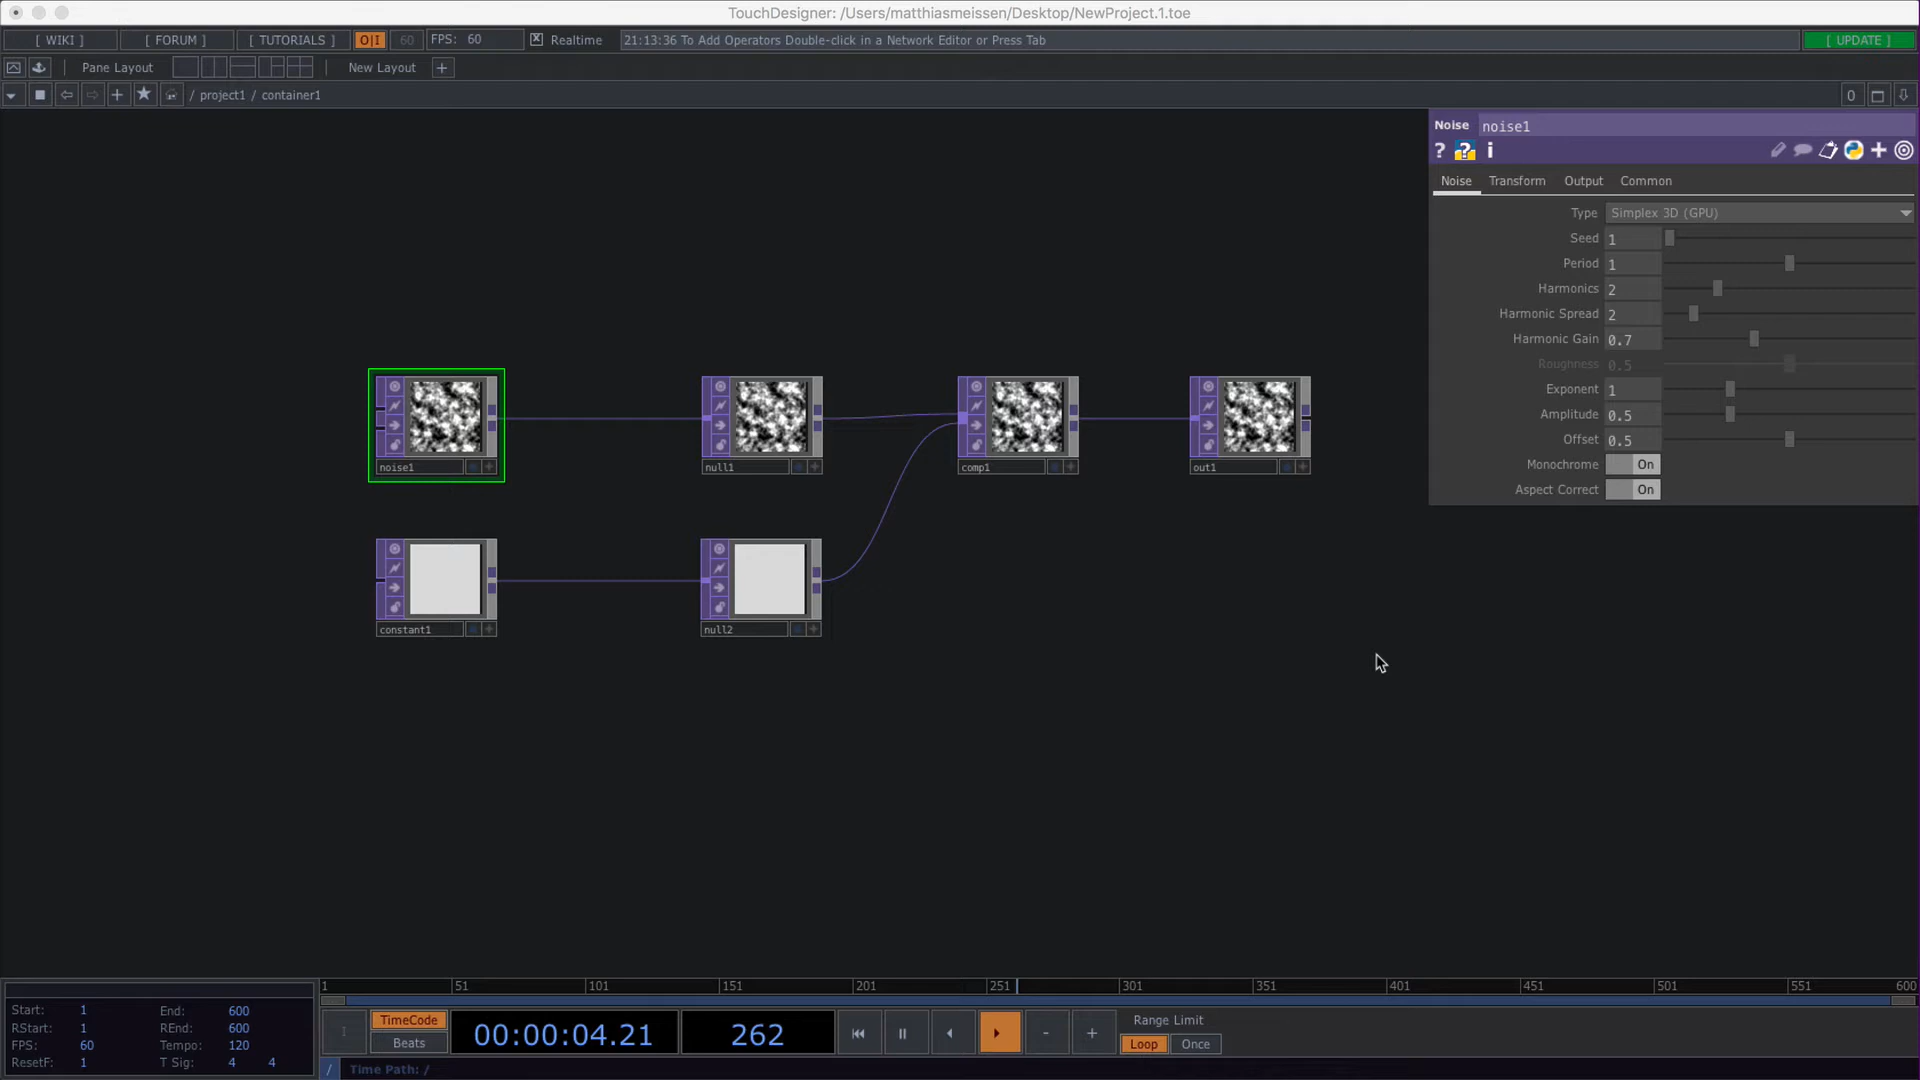 TouchDesigner: /Users/matthiasmeissen/Desktop/NewProject.1.toe
[ WIKI ] [ FORUM ] [ TUTORIALS ] O|I 60 FPS: 60 Realtime 21:13:36 To Add Operators Double-click in a Network Editor or Press Tab [ UPDATE ]
Pane Layout New Layout +
/ project1 / container1 0
Noise noise1
? ? i
Noise Transform Output Common
Type Simplex 3D (GPU)
Seed 1
Period 1
Harmonics 2
Harmonic Spread 2
Harmonic Gain 0.7
Roughness 0.5
Exponent 1
Amplitude 0.5
Offset 0.5
Monochrome On
Aspect Correct On
noise1 null1 comp1 out1
constant1 null2
1 51 101 151 201 251 301 351 401 451 501 551 600
Start: 1 End: 600
RStart: 1 REnd: 600
FPS: 60 Tempo: 120
ResetF: 1 T Sig: 4 4
TimeCode
Beats
00:00:04.21 262
- +
Range Limit
Loop Once
/ Time Path: /